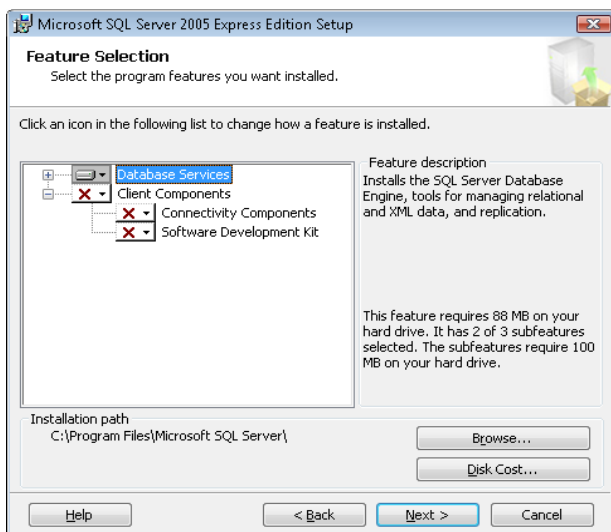 Microsoft SQL Server 2005 Express Edition Setup
Feature Selection
Select the program features you want installed.
Click an icon in the following list to change how a feature is installed.
Database Services
Client Components
Connectivity Components
Software Development Kit
Feature description
Installs the SQL Server Database
Engine, tools for managing relational
and XML data, and replication.
This feature requires 88 MB on your
hard drive. It has 2 of 3 subfeatures
selected. The subfeatures require 100
MB on your hard drive.
Installation path
C:\Program Files\Microsoft SQL Server\
Browse...
Disk Cost...
Help
< Back
Next >
Cancel